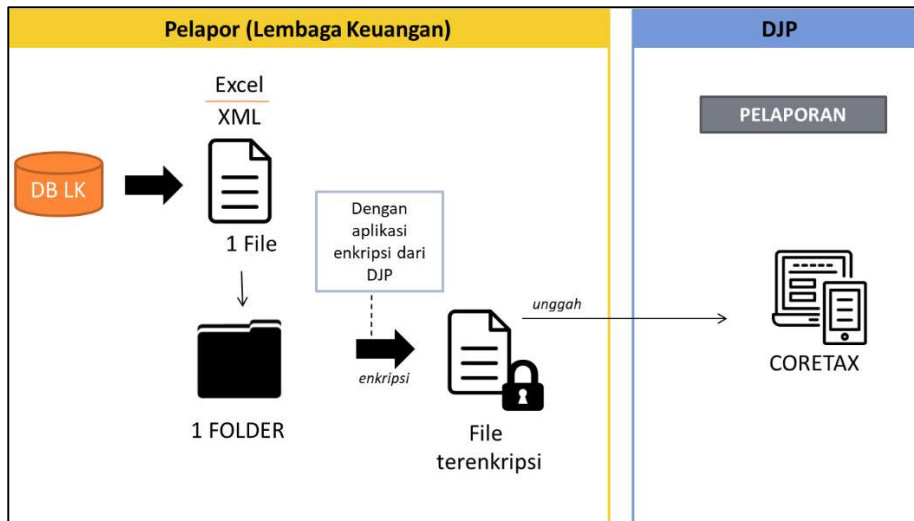 Pelapor (Lembaga Keuangan)
DJP
Excel
XML
PELAPORAN
DB LK
1 File
Dengan
aplikasi
enkripsi dari
DJP
unggah
enkripsi
CORETAX
1 FOLDER
File
terenkripsi